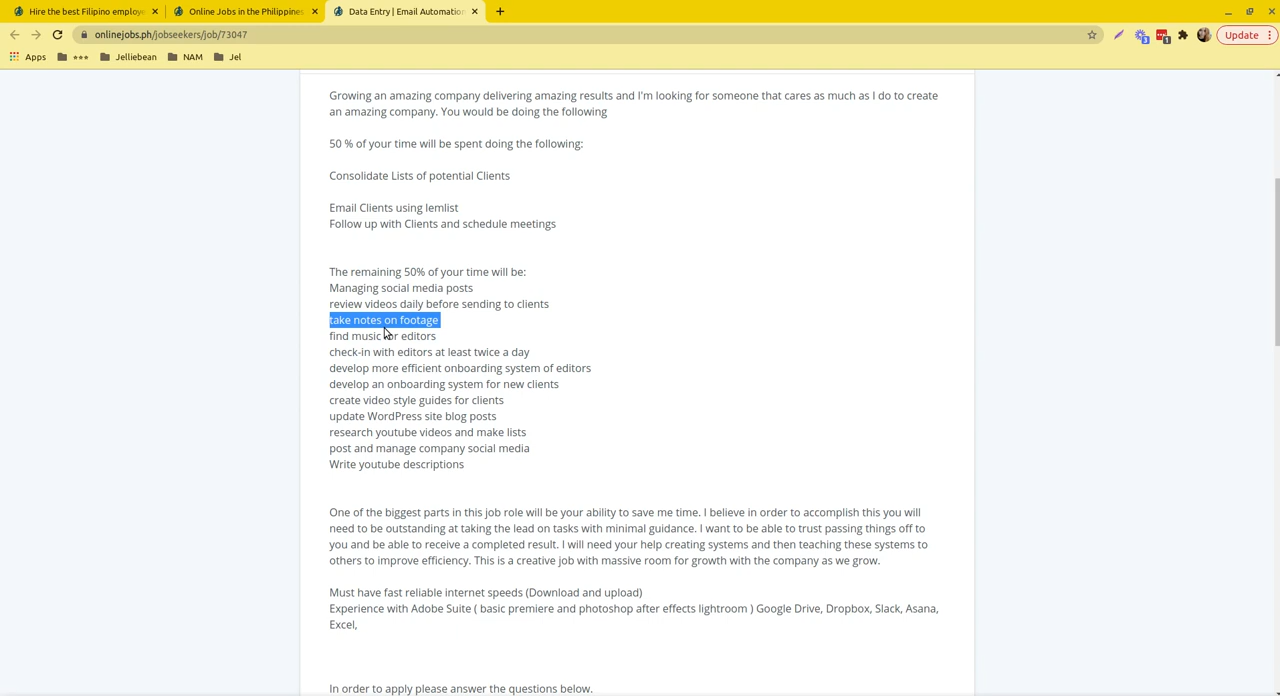 Hire the best Filipino employe
Online Jobs in the Philippines
Data Entry | Email Automation
onlinejobs.ph/jobseekers/job/73047
Update
Apps
***
Jelliebean
NAM
Jel
Growing an amazing company delivering amazing results and I'm looking for someone that cares as much as I do to create
an amazing company. You would be doing the following
50 % of your time will be spent doing the following:
Consolidate Lists of potential Clients
Email Clients using lemlist
Follow up with Clients and schedule meetings
The remaining 50% of your time will be:
Managing social media posts
review videos daily before sending to clients
take notes on footage
find music for editors
check-in with editors at least twice a day
develop more efficient onboarding system of editors
develop an onboarding system for new clients
create video style guides for clients
update WordPress site blog posts
research youtube videos and make lists
post and manage company social media
Write youtube descriptions
One of the biggest parts in this job role will be your ability to save me time. I believe in order to accomplish this you will
need to be outstanding at taking the lead on tasks with minimal guidance. I want to be able to trust passing things off to
you and be able to receive a completed result. I will need your help creating systems and then teaching these systems to
others to improve efficiency. This is a creative job with massive room for growth with the company as we grow.
Must have fast reliable internet speeds (Download and upload)
Experience with Adobe Suite ( basic premiere and photoshop after effects lightroom ) Google Drive, Dropbox, Slack, Asana,
Excel,
In order to apply please answer the questions below.